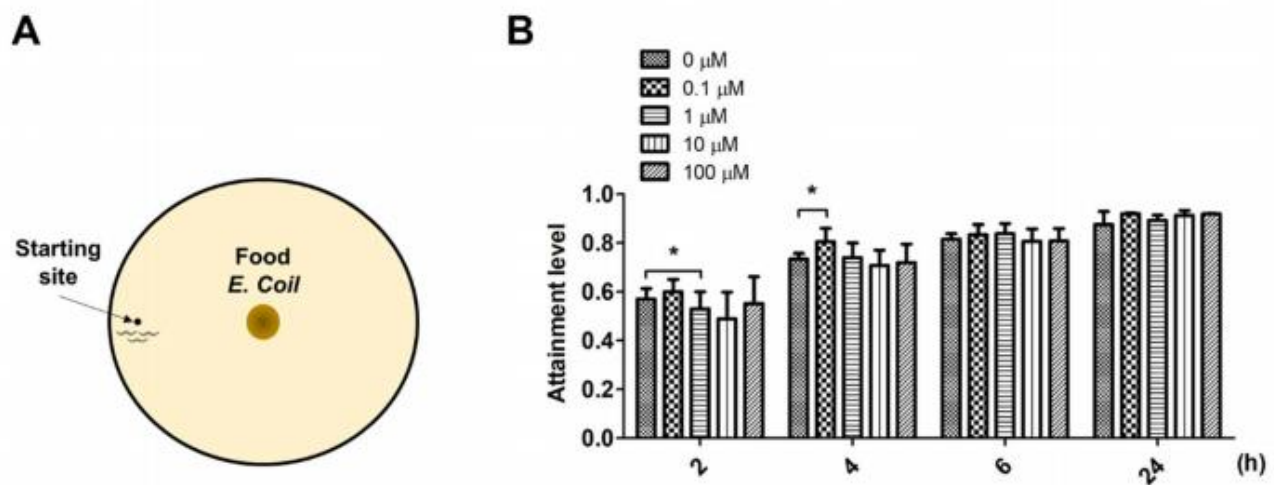 A
Starting
site
Food
E. Coil
B
0 μM
0.1 μM
1 μM
10 μM
100 μM
*
*
Attainment level
1.0
0.8
0.6
0.4
0.2
0.0
2
4
6
24
(h)